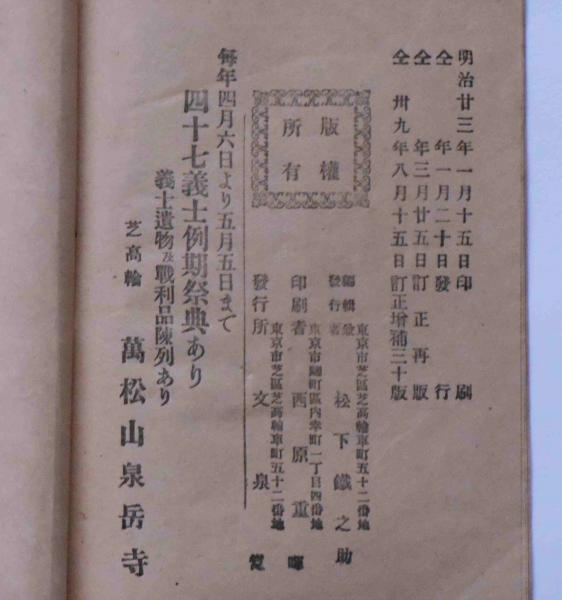 明治廿三年一月十五日印刷
仝年一月二十日發行
仝年三月廿五日訂正再版
仝卅九年八月十五日訂正增補三十版
版權
所有
東京市芝區芝高輪車町五十二番地
編輯兼
發行者 松下鐵之助
東京市麴町區内幸町一丁目四番地
印刷者 西原重暉
東京市芝區芝高輪車町五十二番地
發行所 文泉
每年四月六日より五月五日まて
四十七義士例期祭典あり
義士遺物及戰利品陳列あり
芝高輪 萬松山泉岳寺